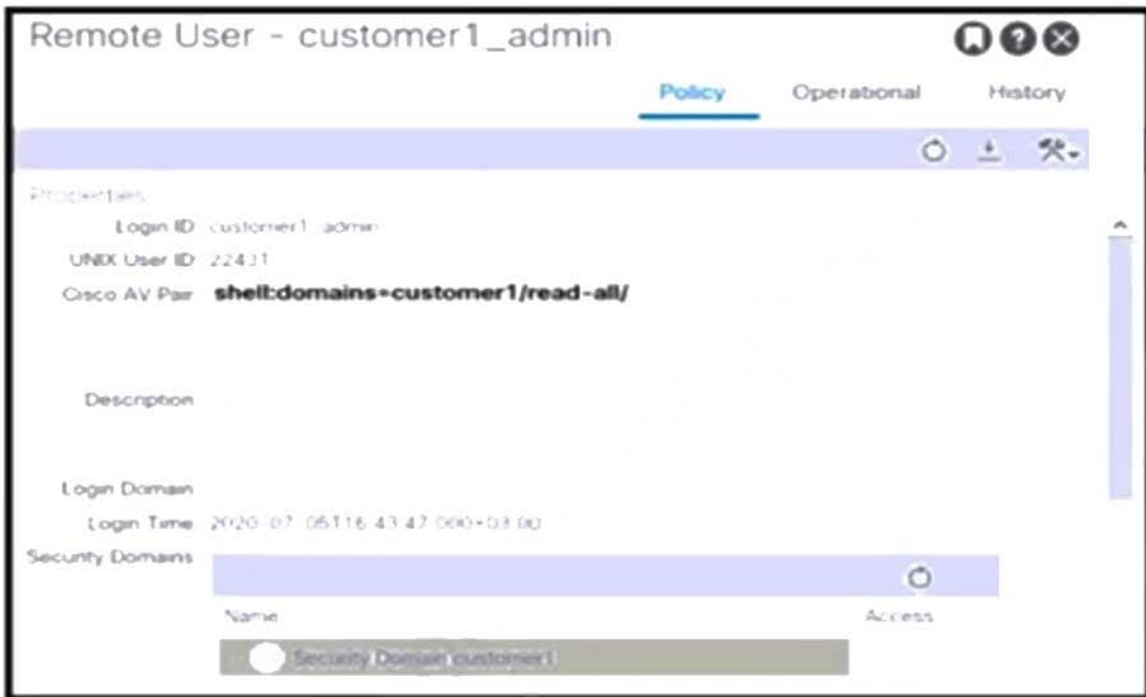 Remote User - customer1_admin
Policy Operational History
Properties
Login ID customer1_admin
UNIX User ID 22431
Cisco AV Pair shell:domains=customer1/read-all/
Description
Login Domain
Login Time 2020-07-05T16:43:47.000+03:00
Security Domains
Name Access
Security Domain customer1